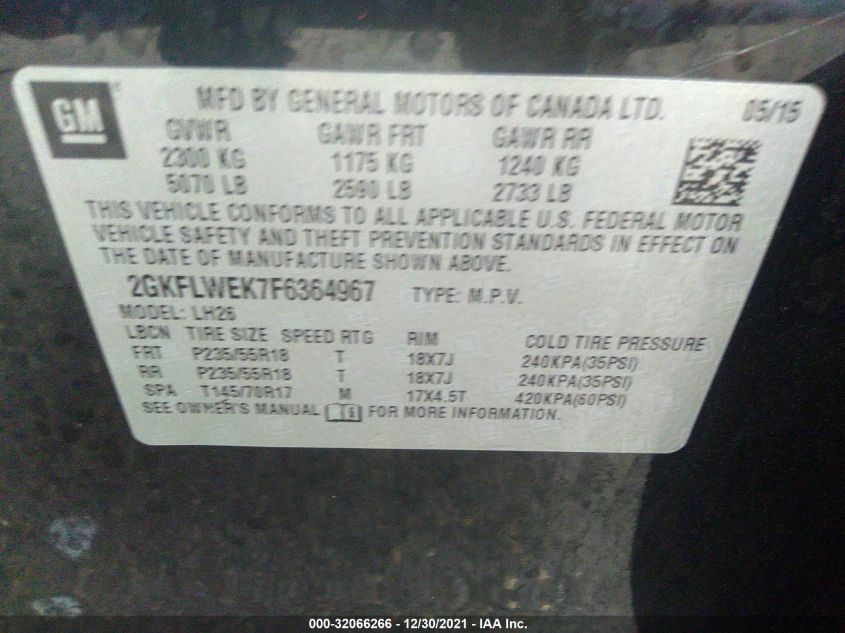 GM
MFD BY GENERAL MOTORS OF CANADA LTD. 05/15
GVWR GAWR FRT GAWR RR
2300 KG 1175 KG 1240 KG
5070 LB 2590 LB 2733 LB
THIS VEHICLE CONFORMS TO ALL APPLICABLE U.S. FEDERAL MOTOR
VEHICLE SAFETY AND THEFT PREVENTION STANDARDS IN EFFECT ON
THE DATE OF MANUFACTURE SHOWN ABOVE.
2GKFLWEK7F6364967 TYPE: M.P.V.
MODEL: LH26
LBCN TIRE SIZE SPEED RTG RIM COLD TIRE PRESSURE
FRT P235/55R18 T 18X7J 240KPA(35PSI)
RR P235/55R18 T 18X7J 240KPA(35PSI)
SPA T145/70R17 M 17X4.5T 420KPA(60PSI)
SEE OWNER'S MANUAL FOR MORE INFORMATION.
000-32066266 - 12/30/2021 - IAA Inc.